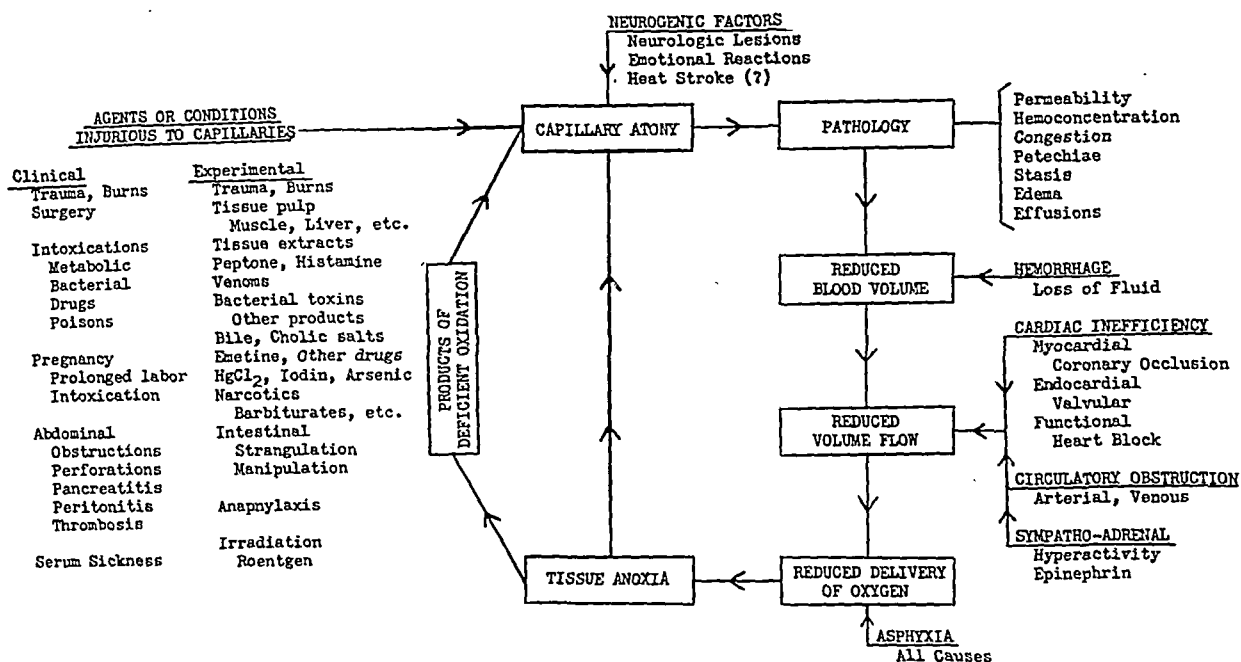 NEUROGENIC FACTORS
Neurologic Lesions
Emotional Reactions
Heat Stroke (?)
AGENTS OR CONDITIONS
INJURIOUS TO CAPILLARIES
CAPILLARY ATONY
PATHOLOGY
Permeability
Hemoconcentration
Congestion
Petechiae
Stasis
Edema
Effusions
Clinical
Trauma, Burns
Surgery
Intoxications
Metabolic
Bacterial
Drugs
Poisons
Pregnancy
Prolonged labor
Intoxication
Abdominal
Obstructions
Perforations
Pancreatitis
Peritonitis
Thrombosis
Serum Sickness
Experimental
Trauma, Burns
Tissue pulp
Muscle, Liver, etc.
Tissue extracts
Peptone, Histamine
Venoms
Bacterial toxins
Other products
Bile, Cholic salts
Emetine, Other drugs
HgCl2, Iodin, Arsenic
Narcotics
Barbiturates, etc.
Intestinal
Strangulation
Manipulation
Anapnylaxis
Irradiation
Roentgen
PRODUCTS OF
DEFICIENT OXIDATION
REDUCED
BLOOD VOLUME
HEMORRHAGE
Loss of Fluid
CARDIAC INEFFICIENCY
Myocardial
Coronary Occlusion
Endocardial
Valvular
Functional
Heart Block
REDUCED
VOLUME FLOW
CIRCULATORY OBSTRUCTION
Arterial, Venous
SYMPATHO-ADRENAL
Hyperactivity
Epinephrin
TISSUE ANOXIA
REDUCED DELIVERY
OF OXYGEN
ASPHYXIA
All Causes